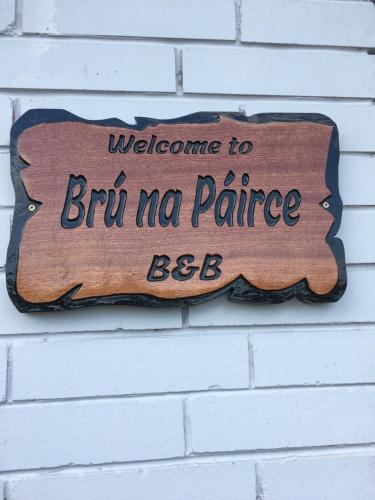 Welcome to
Brú na Páirce
B&B